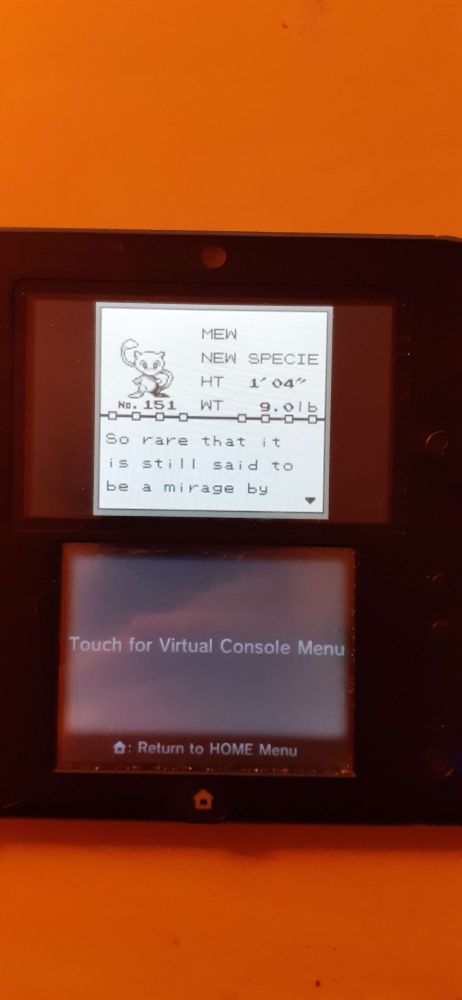 MEW
NEW SPECIE
HT 1'04"
No.151 WT 9.0lb
So rare that it
is still said to
be a mirage by
Touch for Virtual Console Menu
: Return to HOME Menu